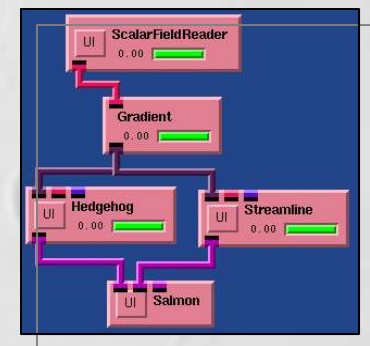 UI ScalarFieldReader
0.00
Gradient
0.00
UI Hedgehog
0.00
UI Streamline
0.00
UI Salmon